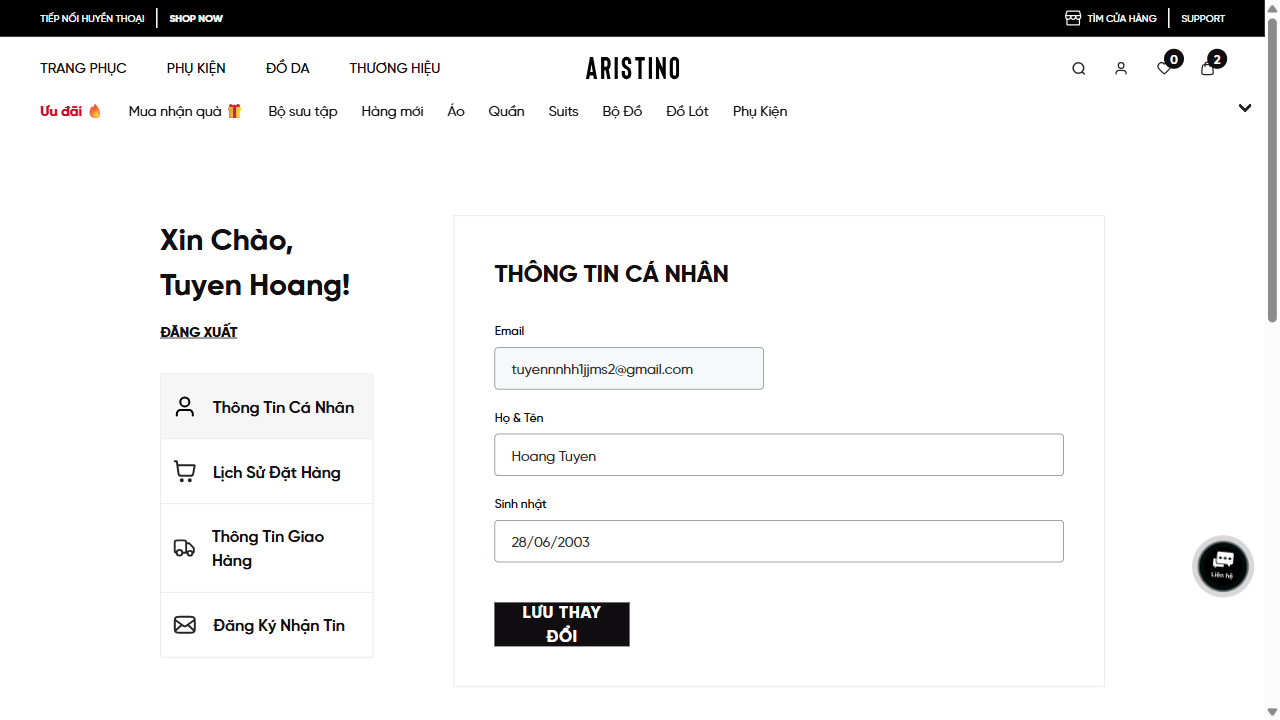 TIẾP NỐI HUYỀN THOẠI
SHOP NOW
TÌM CỬA HÀNG
SUPPORT
TRANG PHỤC
PHỤ KIỆN
ĐỒ DA
THƯƠNG HIỆU
ARISTINO
0
2
Ưu đãi 🔥
Mua nhận quà 🎁
Bộ sưu tập
Hàng mới
Áo
Quần
Suits
Bộ Đồ
Đồ Lót
Phụ Kiện
Xin Chào,
Tuyen Hoang!
ĐĂNG XUẤT
Thông Tin Cá Nhân
Lịch Sử Đặt Hàng
Thông Tin Giao
Hàng
Đăng Ký Nhận Tin
THÔNG TIN CÁ NHÂN
Email
tuyennnhh1jjms2@gmail.com
Họ & Tên
Hoang Tuyen
Sinh nhật
28/06/2003
LƯU THAY
ĐỔI
Liên hệ